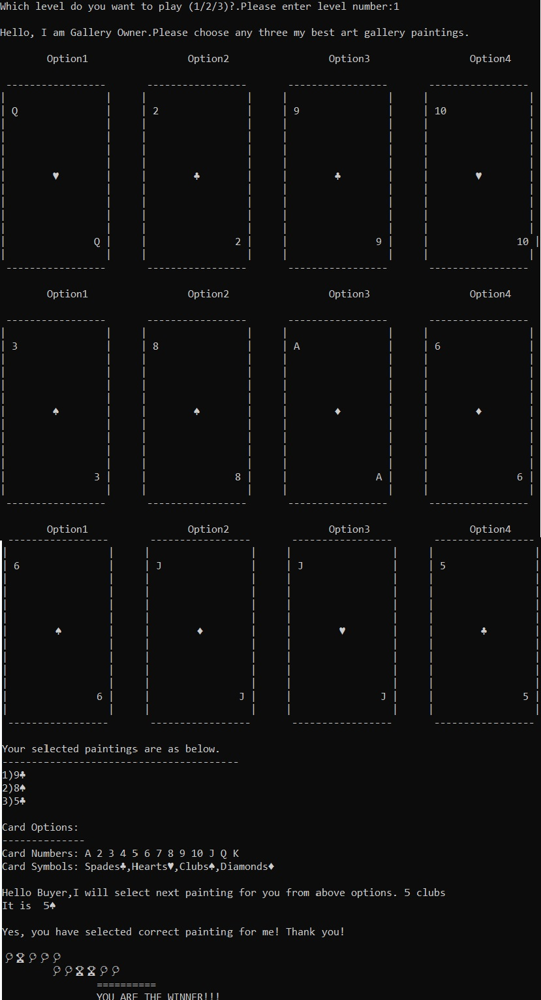 Which level do you want to play (1/2/3)?.Please enter level number:1
Hello, I am Gallery Owner.Please choose any three my best art gallery paintings.
Option1 Option2 Option3 Option4
Q 2 9 10
♥ ♣ ♣ ♥
Q 2 9 10
Option1 Option2 Option3 Option4
3 8 A 6
♠ ♠ ♦ ♦
3 8 A 6
Option1 Option2 Option3 Option4
6 J J 5
♠ ♦ ♥ ♣
6 J J 5
Your selected paintings are as below.
----------------------------------------
1)9♣
2)8♠
3)5♣
Card Options:
--------------
Card Numbers: A 2 3 4 5 6 7 8 9 10 J Q K
Card Symbols: Spades♣,Hearts♥,Clubs♠,Diamonds♦
Hello Buyer,I will select next painting for you from above options. 5 clubs
It is  5♠
Yes, you have selected correct painting for me! Thank you!
==========
YOU ARE THE WINNER!!!